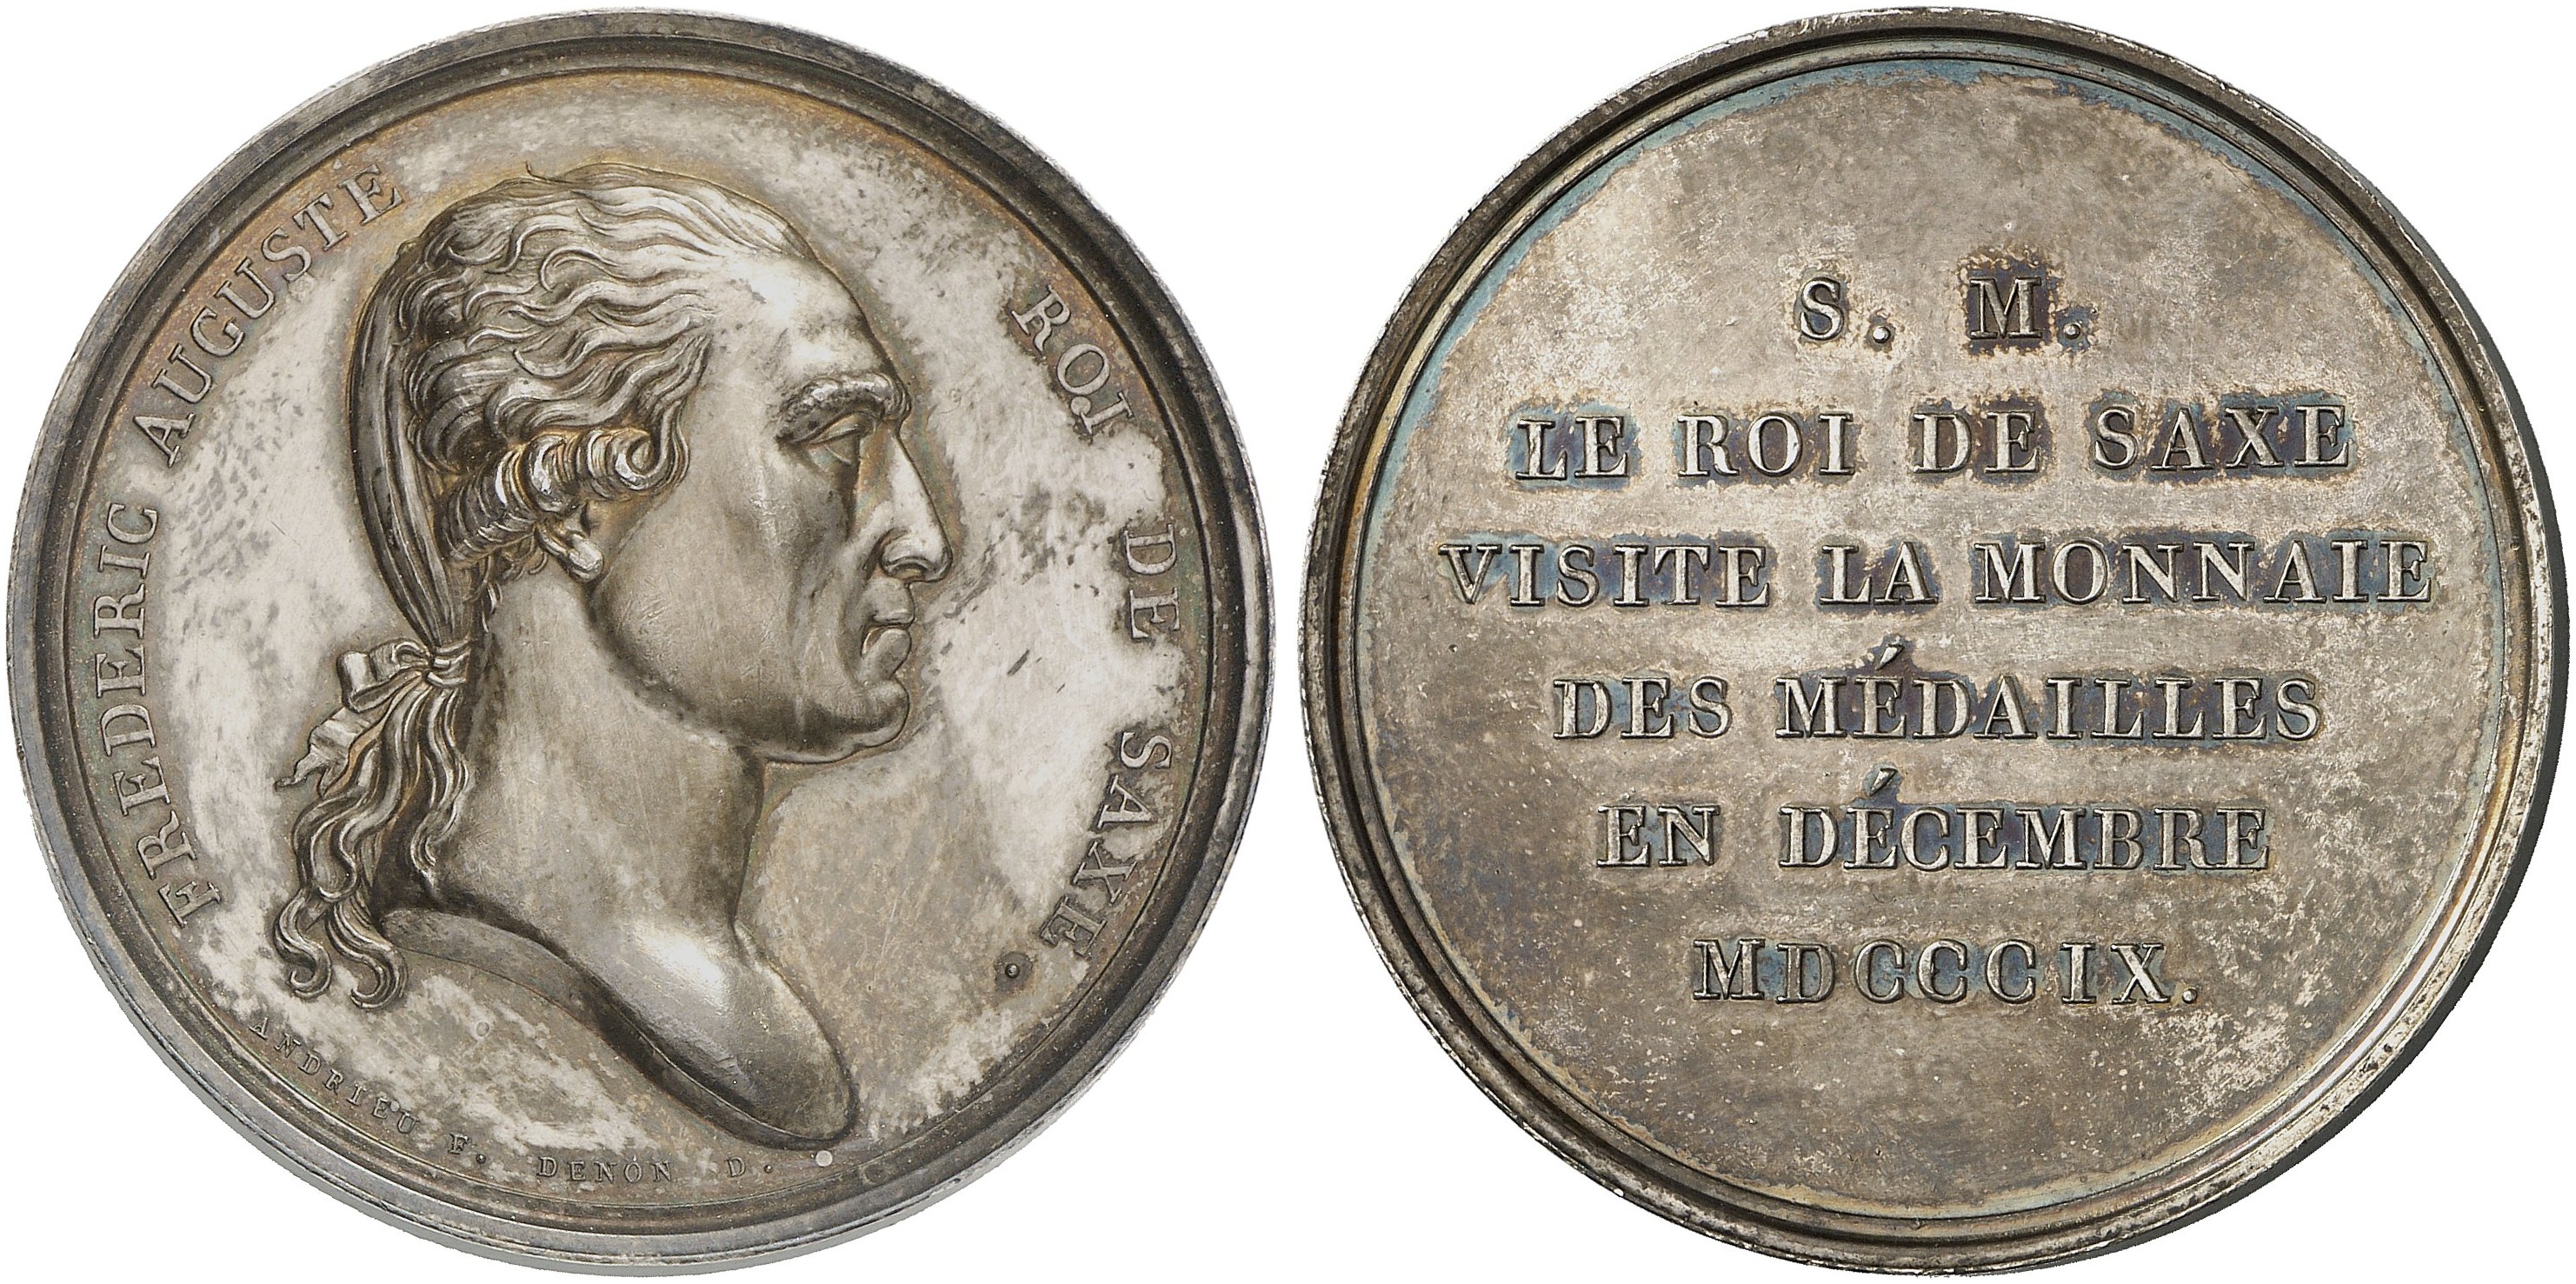 FREDERIC AUGUSTE ROI DE SAXE.
ANDRIEU F. DENON D.
S. M.
LE ROI DE SAXE
VISITE LA MONNAIE
DES MÉDAILLES
EN DÉCEMBRE
MDCCCIX.